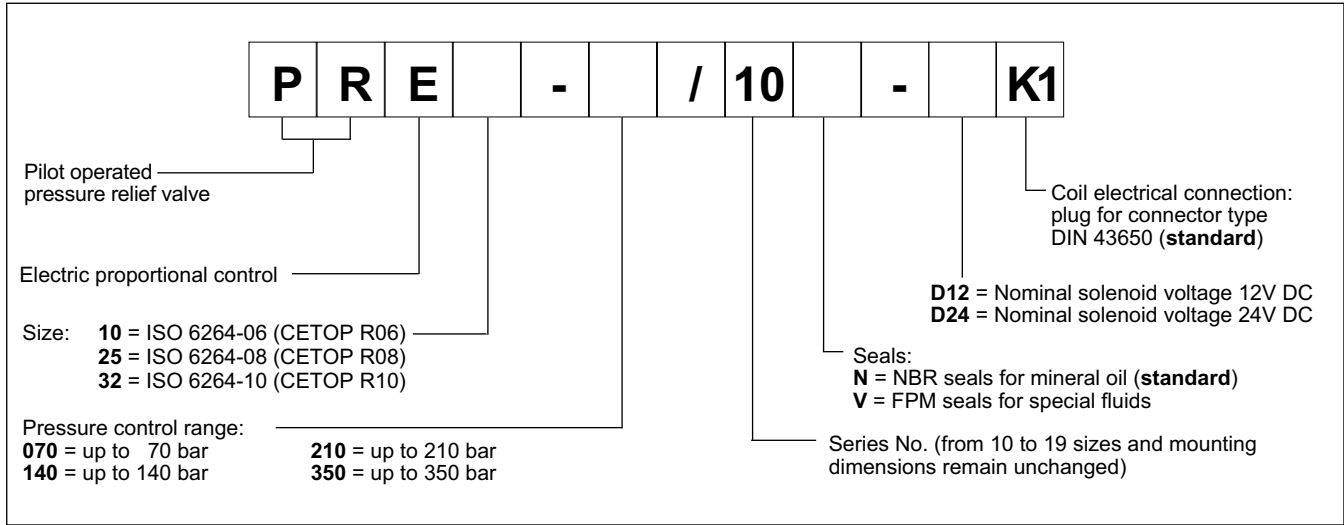 P R E - / 10 - K1
Pilot operated
pressure relief valve
Electric proportional control
Size: 10 = ISO 6264-06 (CETOP R06)
25 = ISO 6264-08 (CETOP R08)
32 = ISO 6264-10 (CETOP R10)
Pressure control range:
070 = up to 70 bar 210 = up to 210 bar
140 = up to 140 bar 350 = up to 350 bar
Coil electrical connection:
plug for connector type
DIN 43650 (standard)
D12 = Nominal solenoid voltage 12V DC
D24 = Nominal solenoid voltage 24V DC
Seals:
N = NBR seals for mineral oil (standard)
V = FPM seals for special fluids
Series No. (from 10 to 19 sizes and mounting
dimensions remain unchanged)